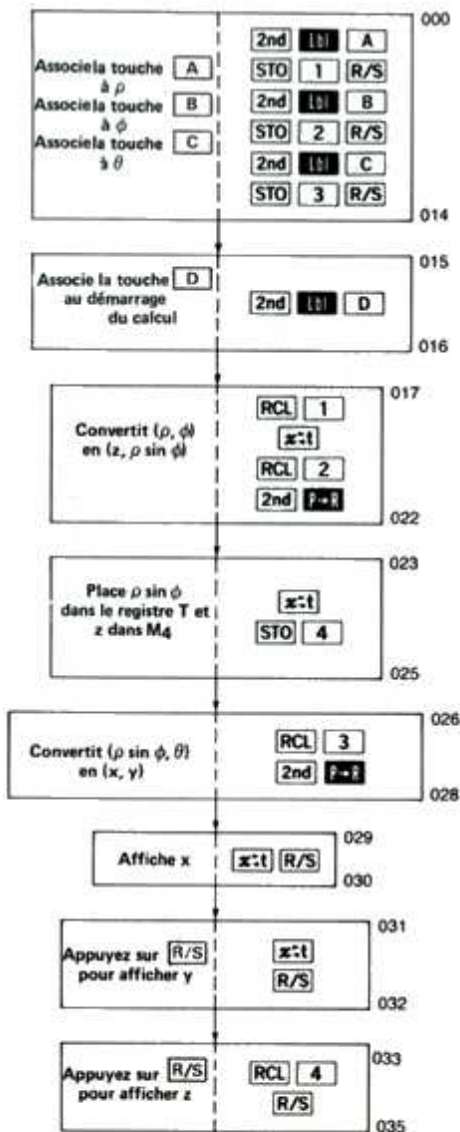 000
2nd Lbl A
Associe la touche A
STO 1 R/S
à ρ
Associe la touche B
2nd Lbl B
à φ
STO 2 R/S
Associe la touche C
2nd Lbl C
à θ
STO 3 R/S
014
015
Associe la touche D
au démarrage
2nd Lbl D
du calcul
016
017
RCL 1
Convertit (ρ, φ)
x:t
en (z, ρ sin φ)
RCL 2
2nd P→R
022
023
Place ρ sin φ
dans le registre T et
x:t
z dans M4
STO 4
025
026
Convertit (ρ sin φ, θ)
RCL 3
en (x, y)
2nd P→R
028
029
Affiche x
x:t R/S
030
031
Appuyez sur R/S
x:t
pour afficher y
R/S
032
033
Appuyez sur R/S
RCL 4
pour afficher z
R/S
035